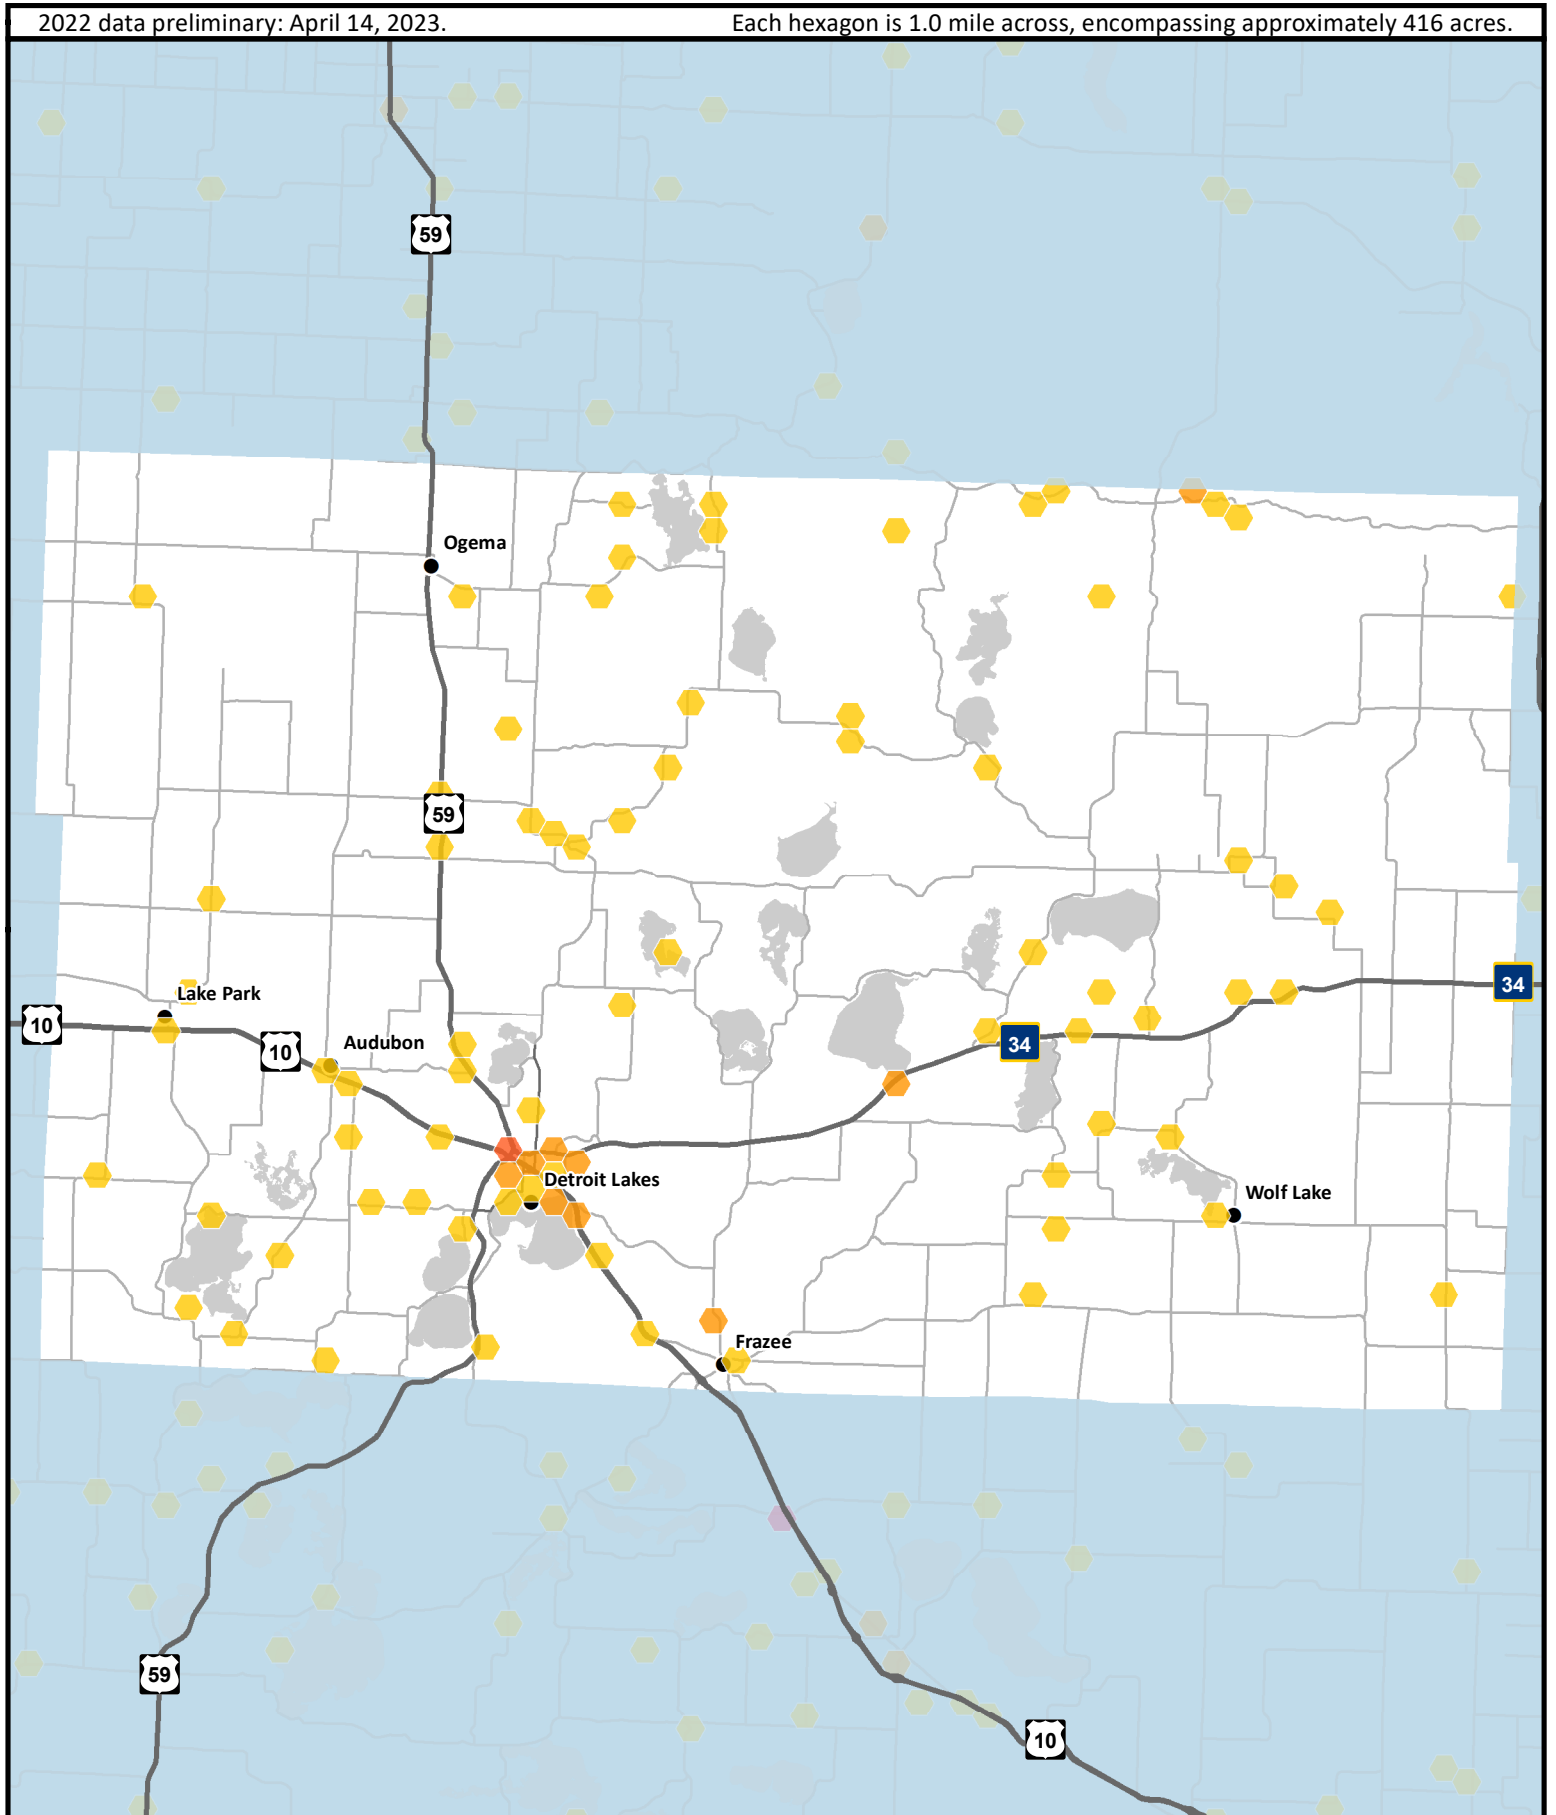 2022 data preliminary: April 14, 2023.
Each hexagon is 1.0 mile across, encompassing approximately 416 acres.
59
Ogema
59
Lake Park
34
10
Audubon
10
34
Detroit Lakes
Wolf Lake
Frazee
59
10